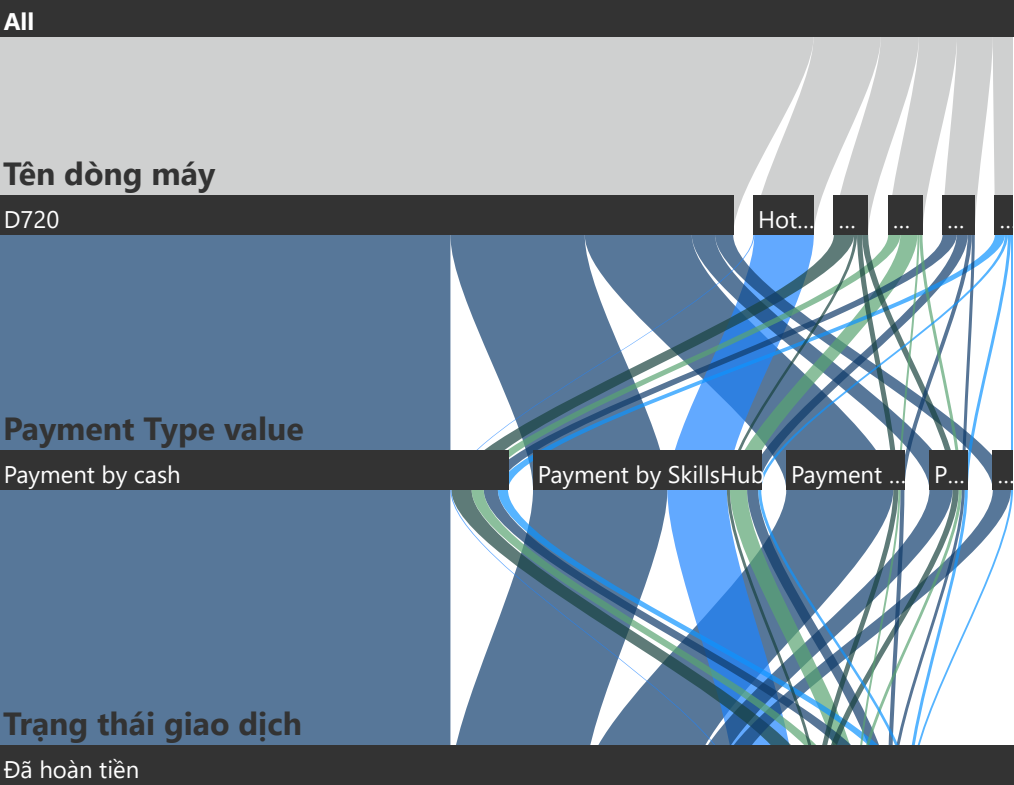 All
Tên dòng máy
D720
Hot...
...
...
...
...
Payment Type value
Payment by cash
Payment by SkillsHub
Payment ...
P...
...
Trạng thái giao dịch
Đã hoàn tiền